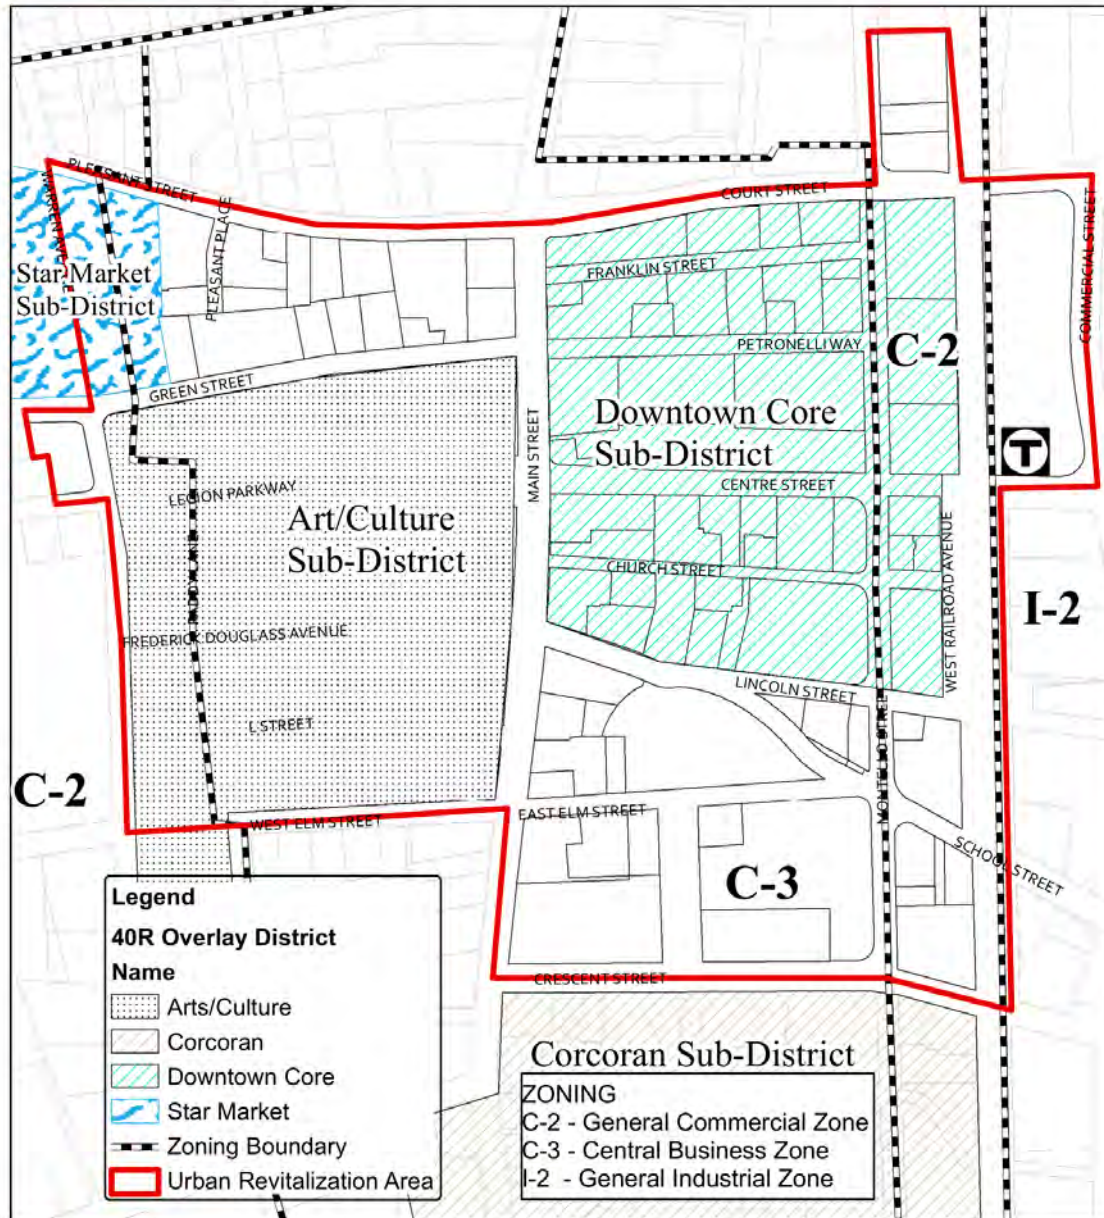 PLEASANT STREET
COURT STREET
PLEASANT PLACE
COMMERCIAL STREET
Star Market
Sub-District
FRANKLIN STREET
PETRONELLI WAY
C-2
GREEN STREET
MAIN STREET
Downtown Core
Sub-District
T
LEGION PARKWAY
CENTRE STREET
Art/Culture
Sub-District
CHURCH STREET
WEST RAILROAD AVENUE
I-2
FREDERICK DOUGLASS AVENUE
LINCOLN STREET
L STREET
C-2
WEST ELM STREET
EAST ELM STREET
SCHOOL STREET
C-3
CRESCENT STREET
Corcoran Sub-District
Legend
40R Overlay District
Name
Arts/Culture
Corcoran
Downtown Core
Star Market
Zoning Boundary
Urban Revitalization Area
ZONING
C-2 - General Commercial Zone
C-3 - Central Business Zone
I-2 - General Industrial Zone